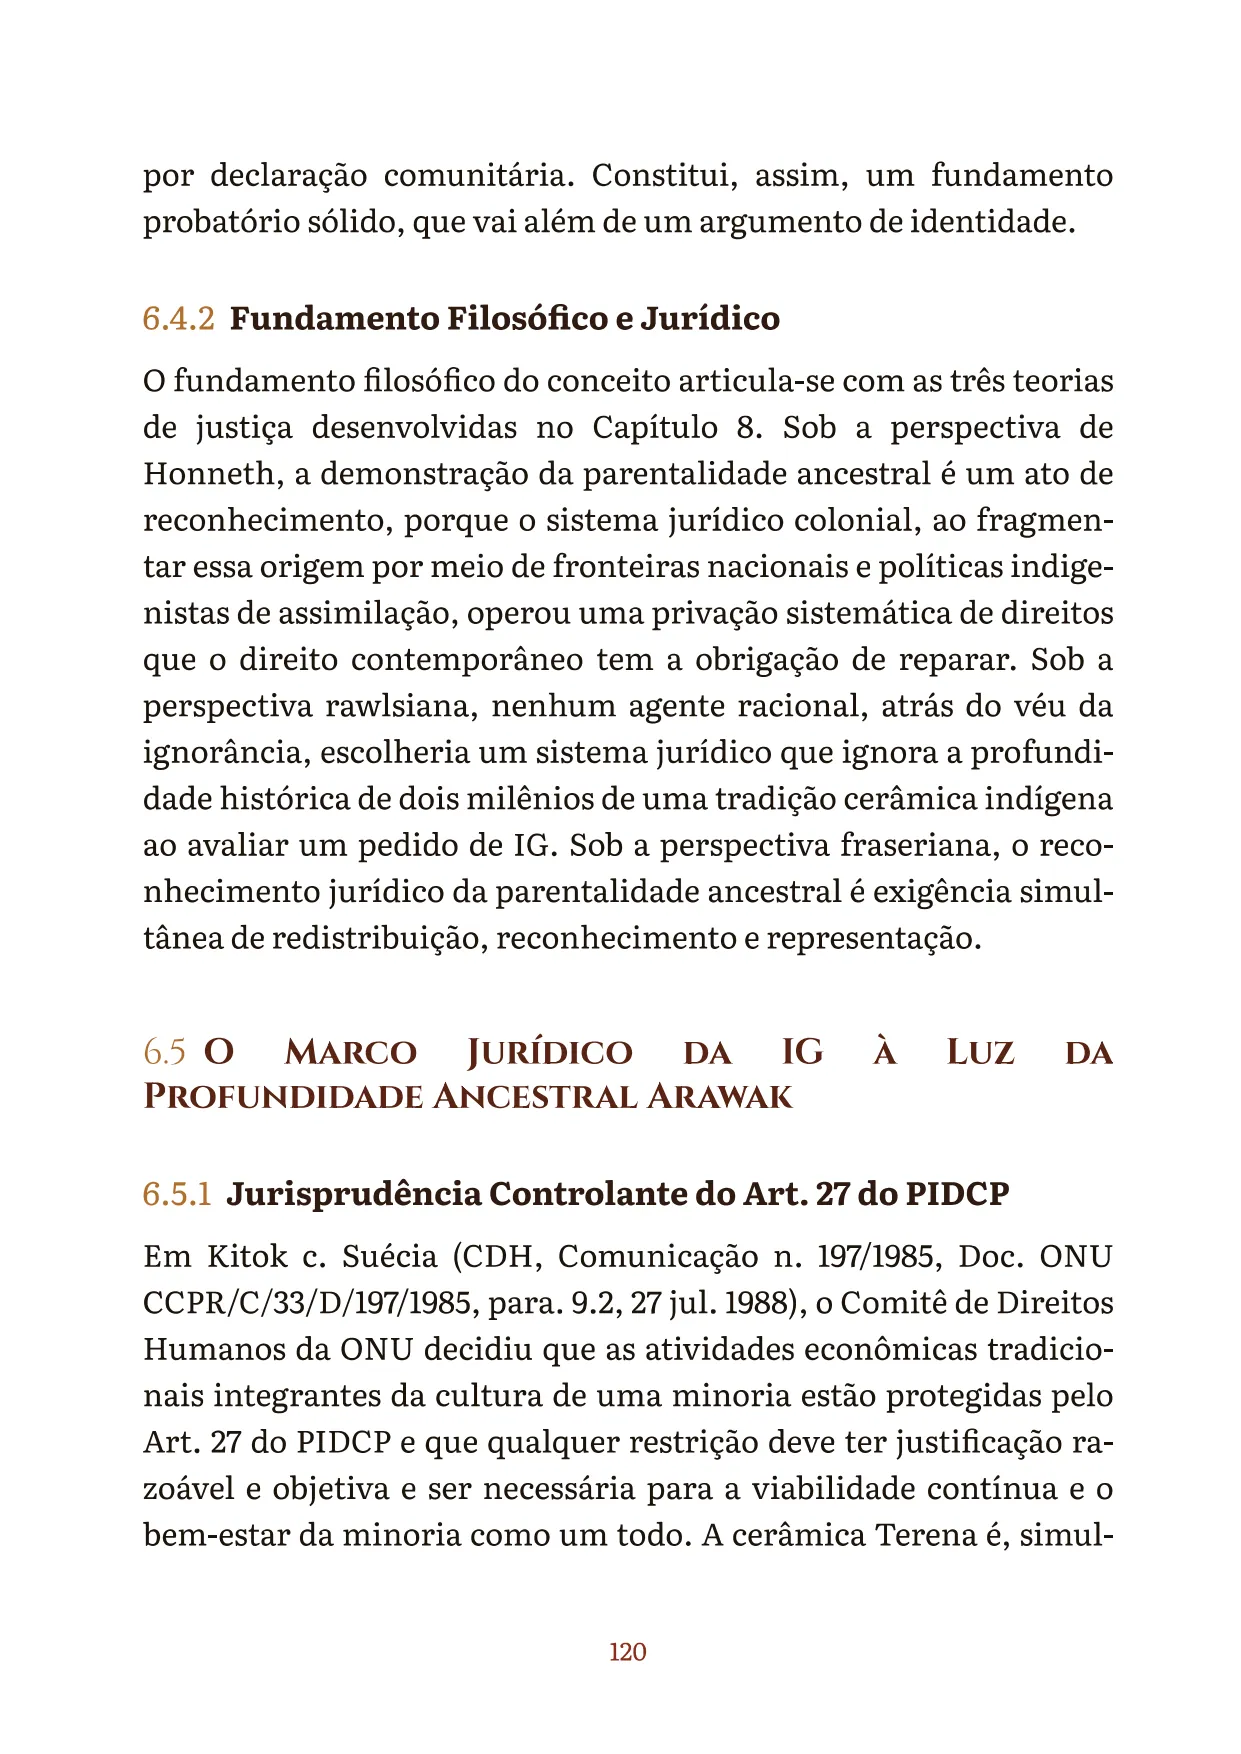 por declaração comunitária. Constitui, assim, um fundamento
probatório sólido, que vai além de um argumento de identidade.
6.4.2 Fundamento Filosófico e Jurídico
O fundamento filosófico do conceito articula-se com as três teorias
de justiça desenvolvidas no Capítulo 8. Sob a perspectiva de
Honneth, a demonstração da parentalidade ancestral é um ato de
reconhecimento, porque o sistema jurídico colonial, ao fragmen-
tar essa origem por meio de fronteiras nacionais e políticas indige-
nistas de assimilação, operou uma privação sistemática de direitos
que o direito contemporâneo tem a obrigação de reparar. Sob a
perspectiva rawlsiana, nenhum agente racional, atrás do véu da
ignorância, escolheria um sistema jurídico que ignora a profundi-
dade histórica de dois milênios de uma tradição cerâmica indígena
ao avaliar um pedido de IG. Sob a perspectiva fraseriana, o reco-
nhecimento jurídico da parentalidade ancestral é exigência simul-
tânea de redistribuição, reconhecimento e representação.
6.5 O Marco Jurídico da IG à Luz da
Profundidade Ancestral Arawak
6.5.1 Jurisprudência Controlante do Art. 27 do PIDCP
Em Kitok c. Suécia (CDH, Comunicação n. 197/1985, Doc. ONU
CCPR/C/33/D/197/1985, para. 9.2, 27 jul. 1988), o Comitê de Direitos
Humanos da ONU decidiu que as atividades econômicas tradicio-
nais integrantes da cultura de uma minoria estão protegidas pelo
Art. 27 do PIDCP e que qualquer restrição deve ter justificação ra-
zoável e objetiva e ser necessária para a viabilidade contínua e o
bem-estar da minoria como um todo. A cerâmica Terena é, simul-
120